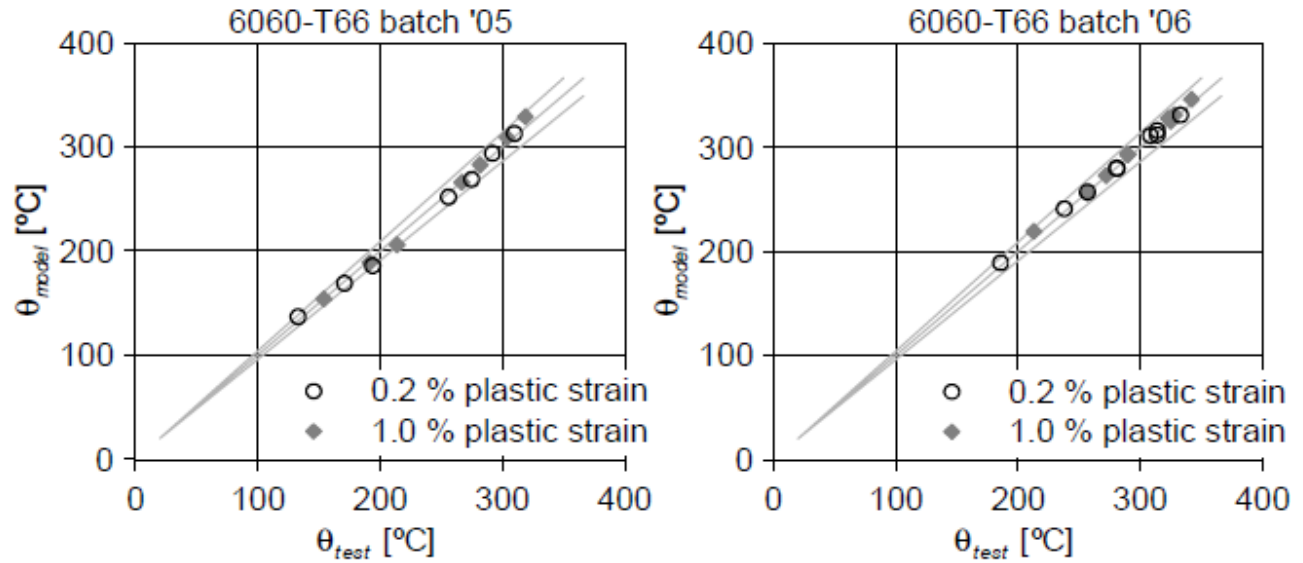 6060-T66 batch '05
400
300
200
100
0
0 100 200 300 400
θmodel [ºC]
θtest [ºC]
0.2 % plastic strain
1.0 % plastic strain
6060-T66 batch '06
400
300
200
100
0
0 100 200 300 400
θmodel [ºC]
θtest [ºC]
0.2 % plastic strain
1.0 % plastic strain